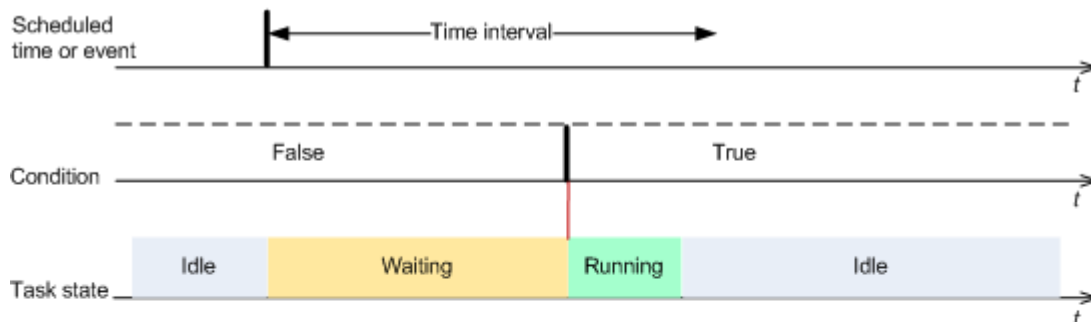 Scheduled
time or event
Time interval
t
False
True
Condition
t
Idle
Waiting
Running
Idle
Task state
t